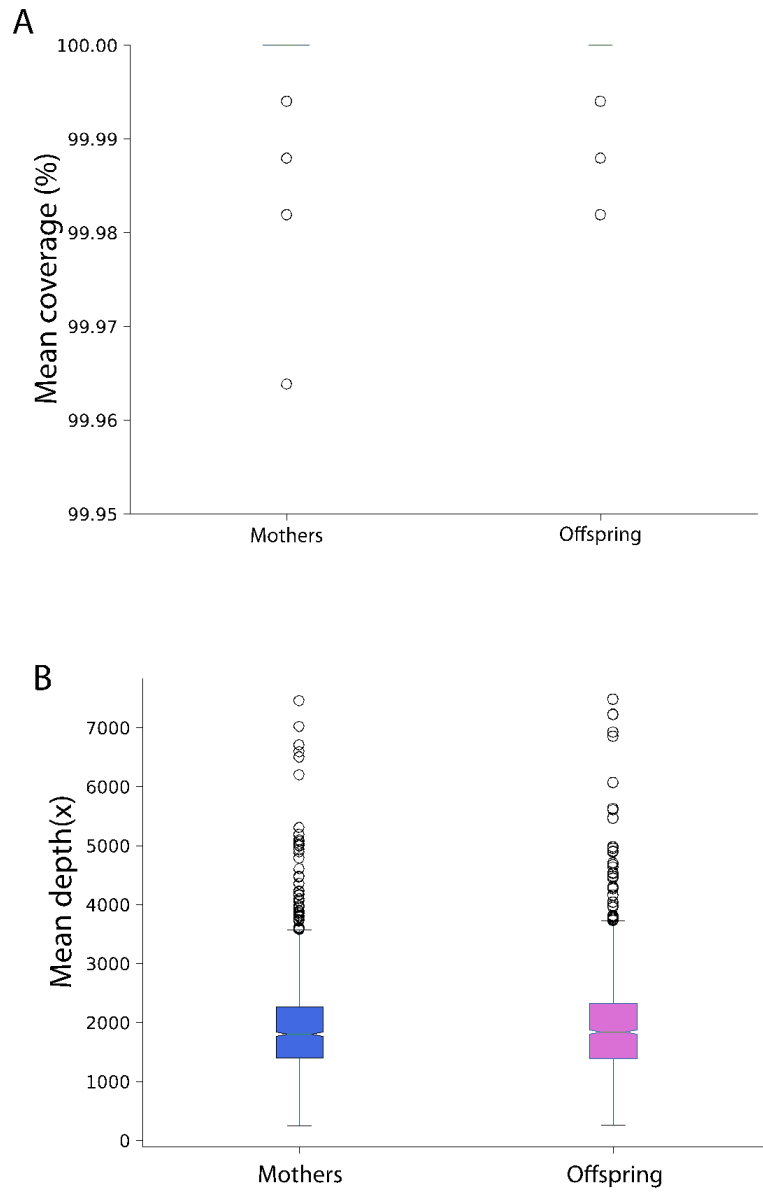 A
Mean coverage (%)
100.00
99.99
99.98
99.97
99.96
99.95
Mothers
Offspring
B
Mean depth(x)
7000
6000
5000
4000
3000
2000
1000
0
Mothers
Offspring